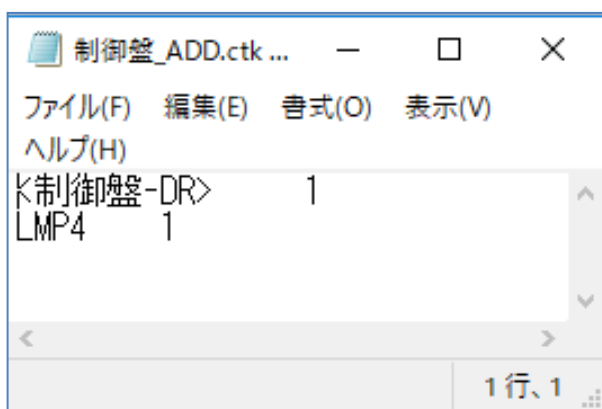 制御盤_ADD.ctk ...
ファイル(F) 編集(E) 書式(O) 表示(V)
ヘルプ(H)
<制御盤-DR> 1
LMP4 1
1 行、1